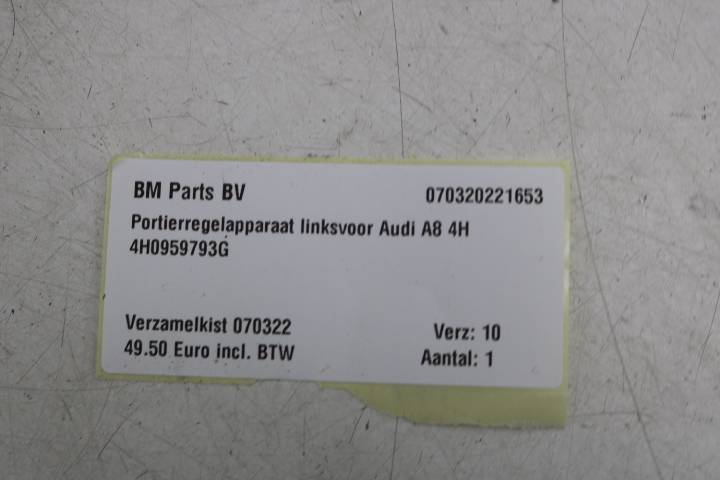 BM Parts BV 070320221653
Portierregelapparaat linksvoor Audi A8 4H
4H0959793G
Verzamelkist 070322 Verz: 10
49.50 Euro incl. BTW Aantal: 1